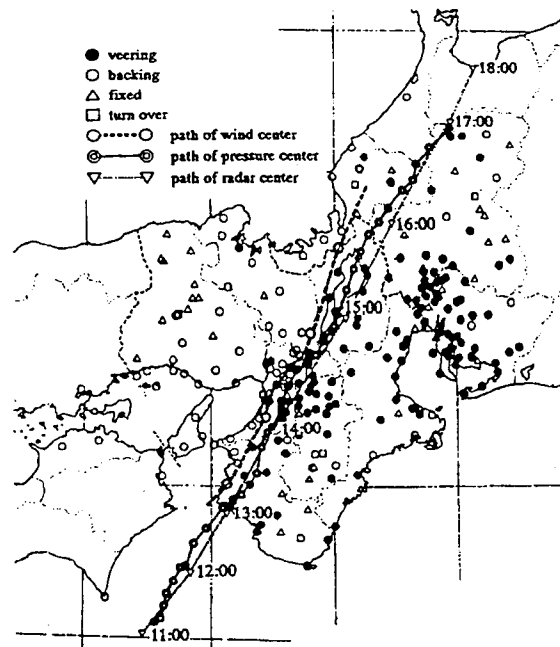 veering
backing
fixed
turn over
path of wind center
path of pressure center
path of radar center
18:00
17:00
16:00
15:00
14:00
13:00
12:00
11:00